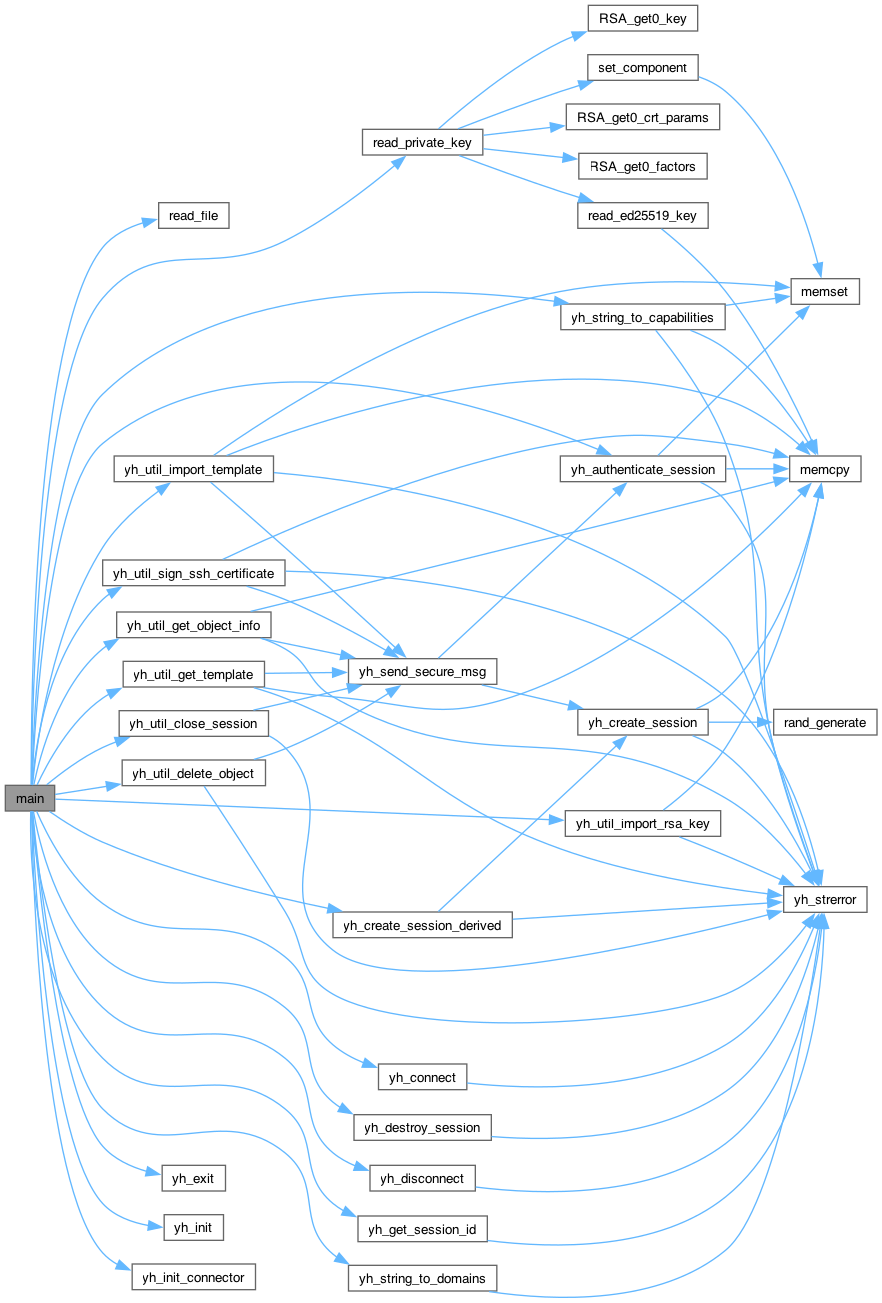 RSA_get0_key
set_component
RSA_get0_crt_params
read_private_key
RSA_get0_factors
read_file
read_ed25519_key
memset
yh_string_to_capabilities
yh_util_import_template
yh_authenticate_session
memcpy
yh_util_sign_ssh_certificate
yh_util_get_object_info
yh_util_get_template
yh_send_secure_msg
yh_util_close_session
yh_create_session
rand_generate
yh_util_delete_object
main
yh_util_import_rsa_key
yh_strerror
yh_create_session_derived
yh_connect
yh_destroy_session
yh_exit
yh_disconnect
yh_init
yh_get_session_id
yh_init_connector
yh_string_to_domains